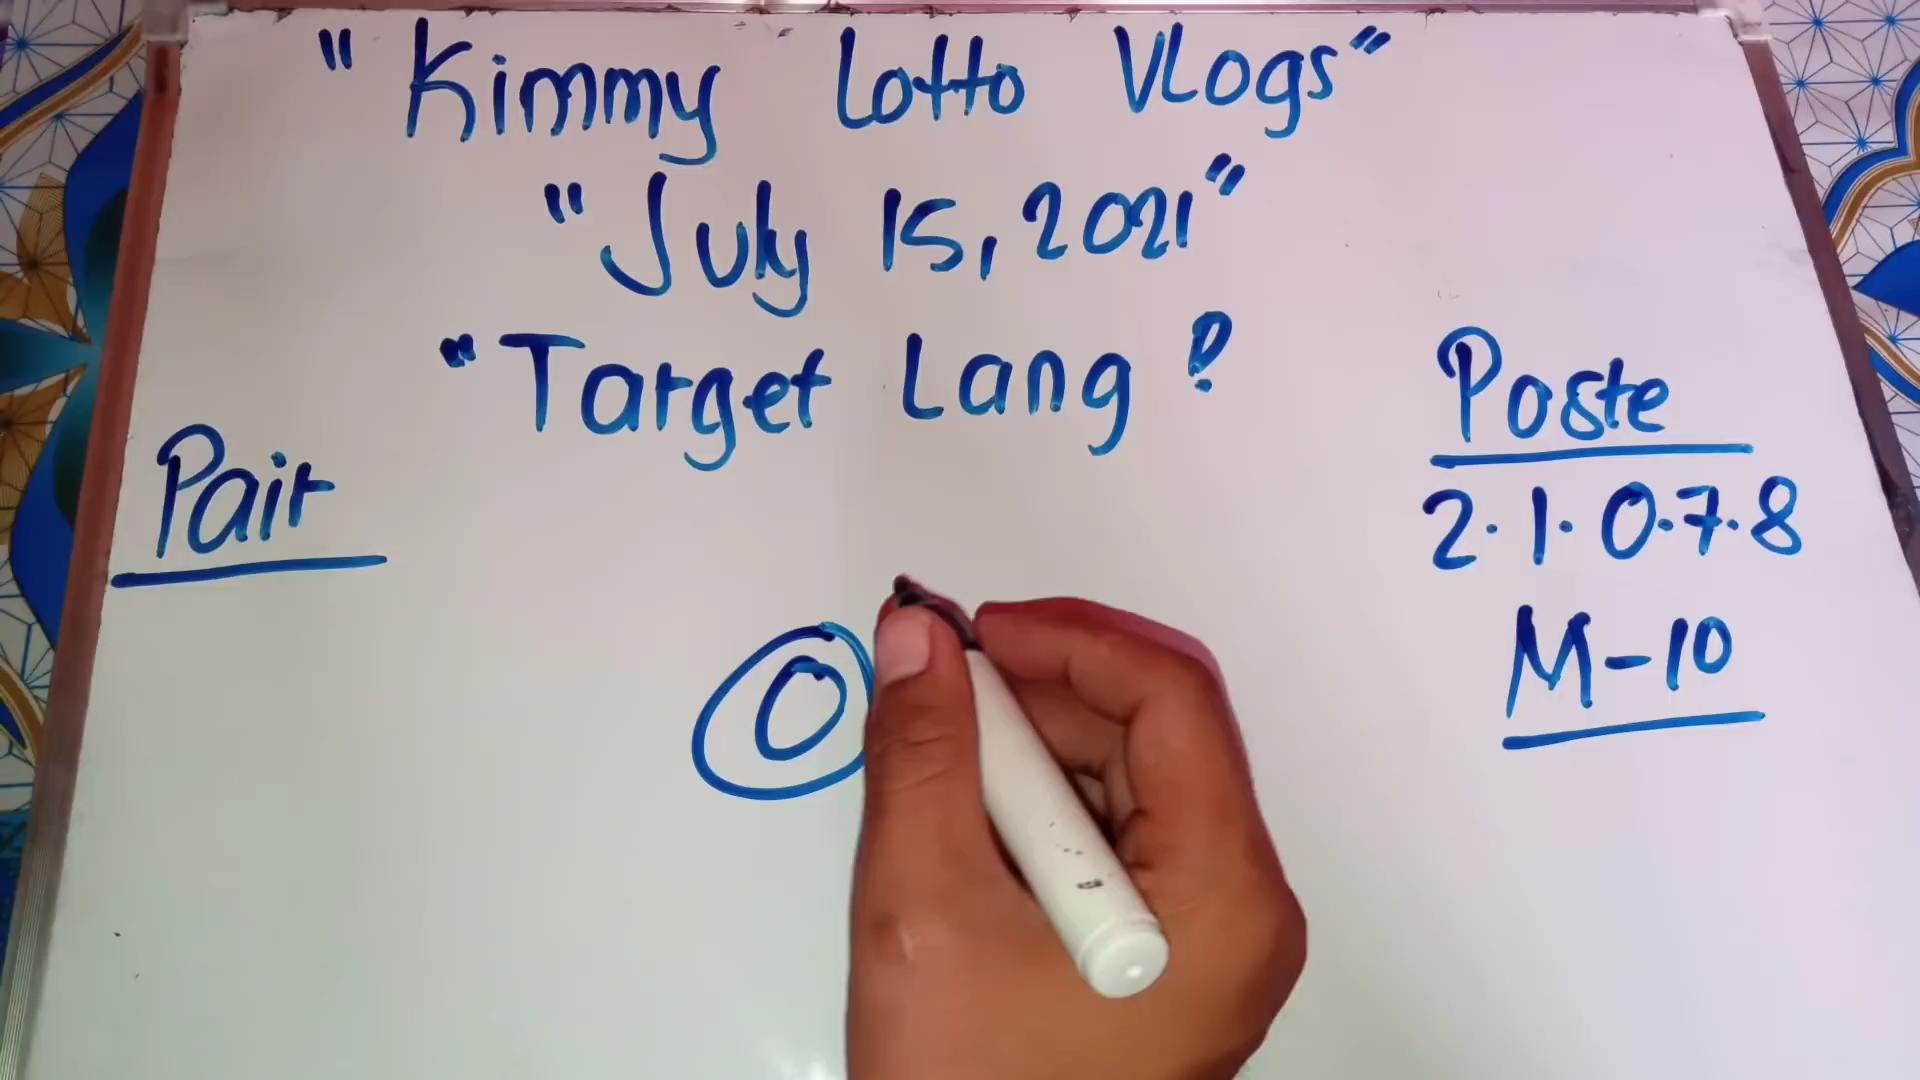 "Kimmy Lotto Vlogs"
"July 15, 2021"
"Target Lang?
Pair
Poste
2.1.0.7.8
M-10
0